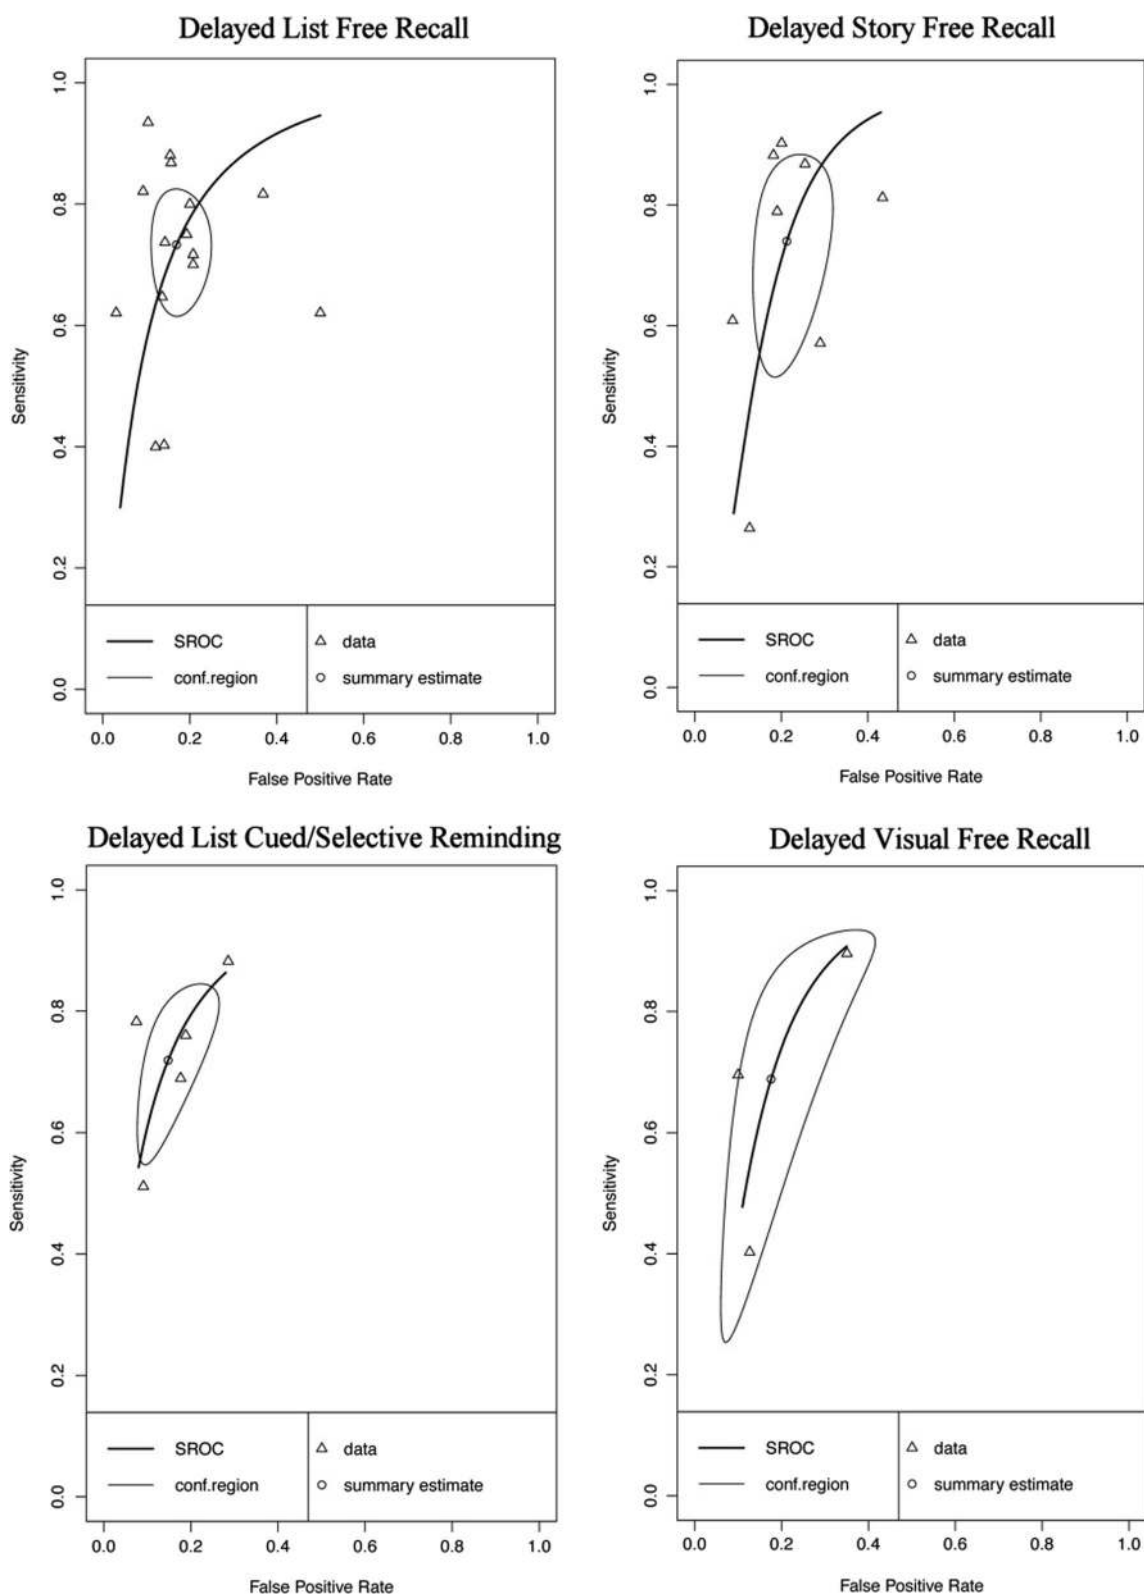 Delayed List Free Recall
Sensitivity
1.0
0.8
0.6
0.4
0.2
0.0
SROC
data
conf.region
summary estimate
0.0 0.2 0.4 0.6 0.8 1.0
False Positive Rate
Delayed Story Free Recall
Sensitivity
1.0
0.8
0.6
0.4
0.2
0.0
SROC
data
conf.region
summary estimate
0.0 0.2 0.4 0.6 0.8 1.0
False Positive Rate
Delayed List Cued/Selective Reminding
Sensitivity
1.0
0.8
0.6
0.4
0.2
0.0
SROC
data
conf.region
summary estimate
0.0 0.2 0.4 0.6 0.8 1.0
False Positive Rate
Delayed Visual Free Recall
Sensitivity
1.0
0.8
0.6
0.4
0.2
0.0
SROC
data
conf.region
summary estimate
0.0 0.2 0.4 0.6 0.8 1.0
False Positive Rate